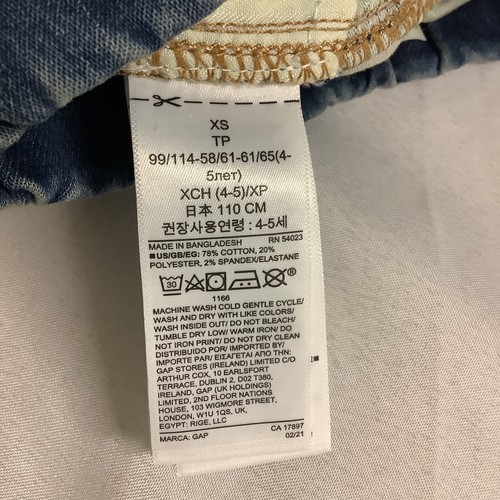 XS
TP
99/114-58/61-61/65(4-
5лет)
XCH (4-5)/XP
日本 110 CM
권장사용연령 : 4-5세
MADE IN BANGLADESH RN 54023
■US/GB/EG: 78% COTTON, 20%
POLYESTER, 2% SPANDEX/ELASTANE
30
®
1166
MACHINE WASH COLD GENTLE CYCLE/
WASH AND DRY WITH LIKE COLORS/
WASH INSIDE OUT/ DO NOT BLEACH/
TUMBLE DRY LOW/ WARM IRON/ DO
NOT IRON PRINT/ DO NOT DRY CLEAN
DISTRIBUIDO POR/ IMPORTE PAR/
IMPORTE PAR/ ΕΙΣΑΓΕΤΑΙ ΑΠΟ ΤΗΝ:
GAP STORES (IRELAND) LIMITED C/O
ARTHUR COX, 10 EARLSFORT
TERRACE, DUBLIN 2, D02 T380,
IRELAND, GAP (UK HOLDINGS)
LIMITED, 2ND FLOOR NATIONS
HOUSE, 103 WIGMORE STREET,
LONDON, W1U 1QS, UK,
EGYPT: RIGE, LLC
CA 17897
MARCA: GAP 02/21